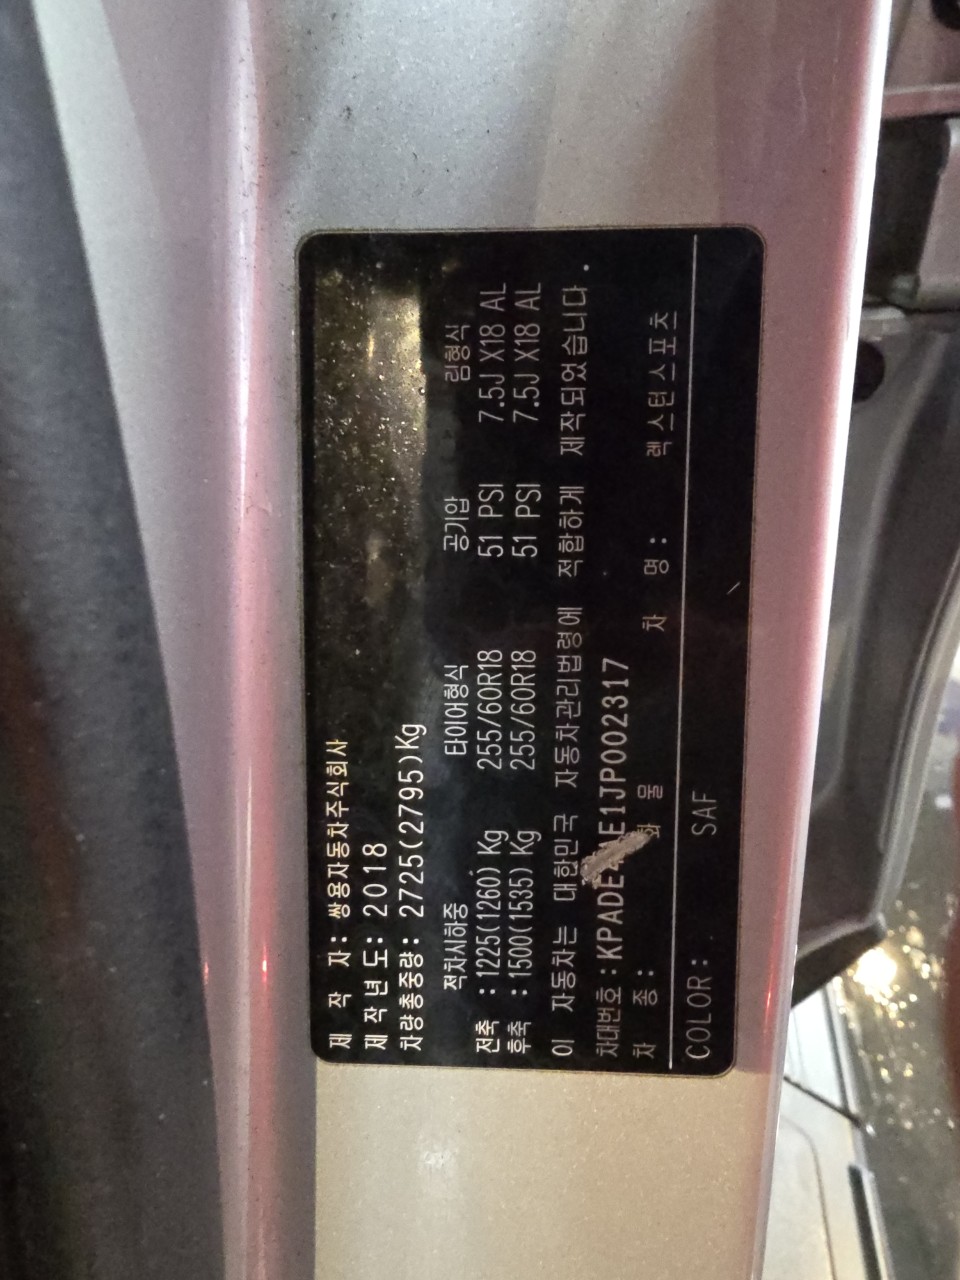 제 작 자 : 쌍용자동차주식회사
제 작 년 도 : 2018
차량총중량 : 2725(2795)Kg
적차시하중 타이어형식 공기압 림형식
전축 : 1225(1260) Kg 255/60R18 51 PSI 7.5J X18 AL
후축 : 1500(1535) Kg 255/60R18 51 PSI 7.5J X18 AL
이 자동차는 대한민국 자동차관리법령에 적합하게 제작되었습니다.
차대번호 :
차 종 : 화 물 차 명 : 렉스턴스포츠
COLOR : SAF